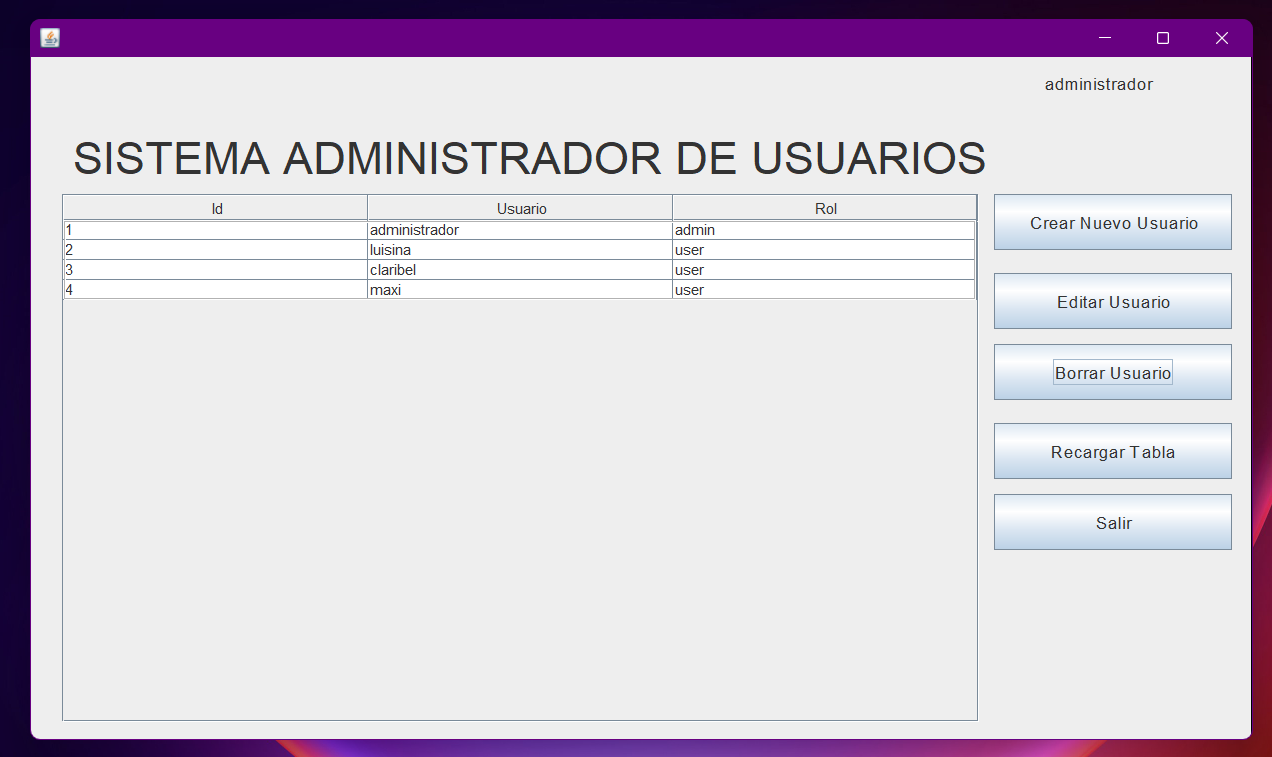 administrador
SISTEMA ADMINISTRADOR DE USUARIOS
Id Usuario Rol
1 administrador admin
2 luisina user
3 claribel user
4 maxi user
Crear Nuevo Usuario
Editar Usuario
Borrar Usuario
Recargar Tabla
Salir